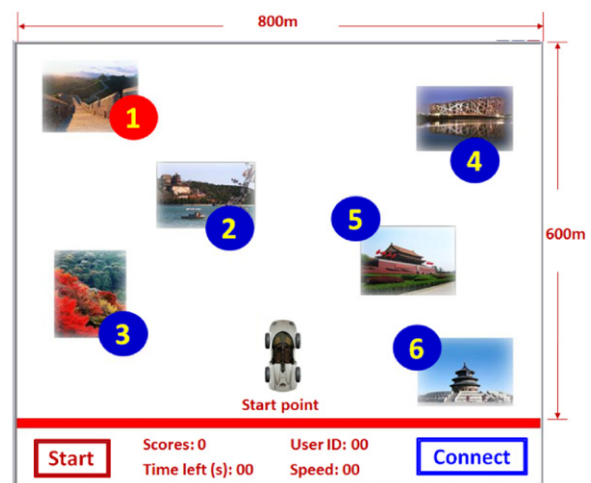 800m
1
4
2
5
600m
3
6
Start point
Start
Scores: 0
User ID: 00
Connect
Time left (s): 00
Speed: 00